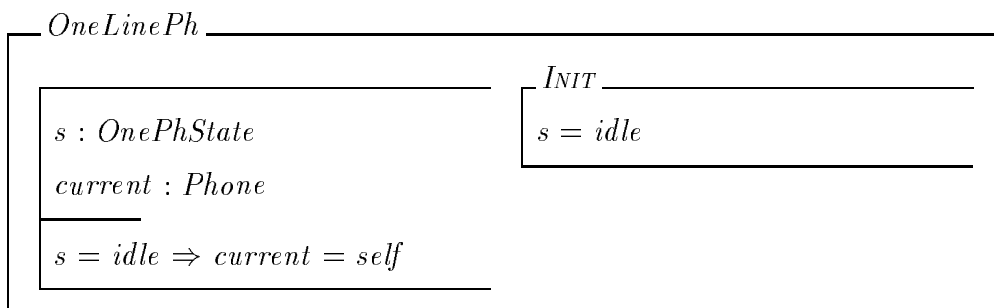 OneLinePh
s : OnePhState
current : Phone
s = idle ⇒ current = self
INIT
s = idle